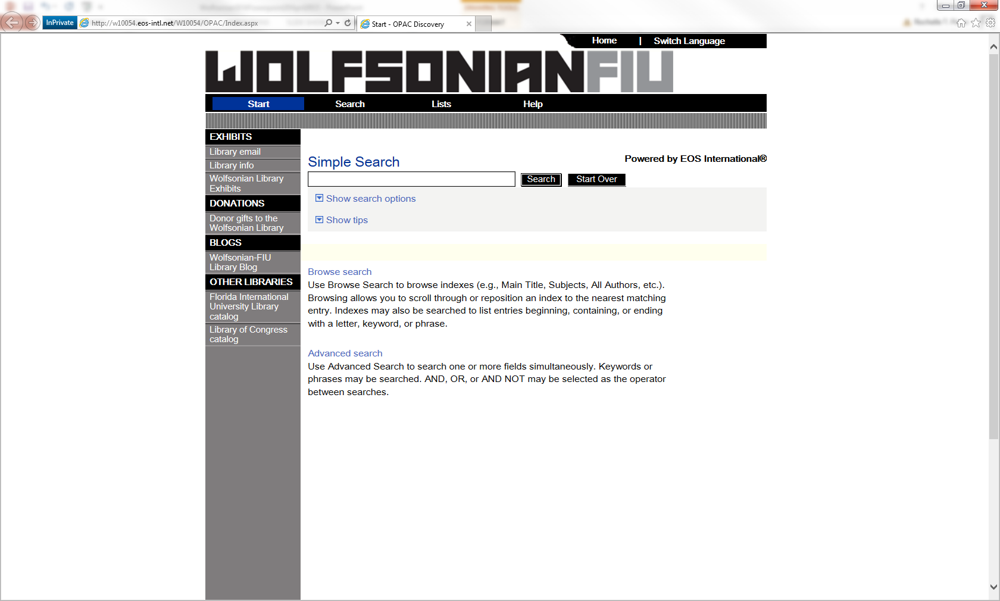 InPrivate
http://w10054.eos-intl.net/W10054/OPAC/Index.aspx
Start - OPAC Discovery
Home | Switch Language
WOLFSONIANFIU
Start Search Lists Help
EXHIBITS
Library email
Library info
Wolfsonian Library
Exhibits
DONATIONS
Donor gifts to the
Wolfsonian Library
BLOGS
Wolfsonian-FIU
Library Blog
OTHER LIBRARIES
Florida International
University Library
catalog
Library of Congress
catalog
Simple Search
Powered by EOS International®
Search Start Over
Show search options
Show tips
Browse search
Use Browse Search to browse indexes (e.g., Main Title, Subjects, All Authors, etc.).
Browsing allows you to scroll through or reposition an index to the nearest matching
entry. Indexes may also be searched to list entries beginning, containing, or ending
with a letter, keyword, or phrase.
Advanced search
Use Advanced Search to search one or more fields simultaneously. Keywords or
phrases may be searched. AND, OR, or AND NOT may be selected as the operator
between searches.